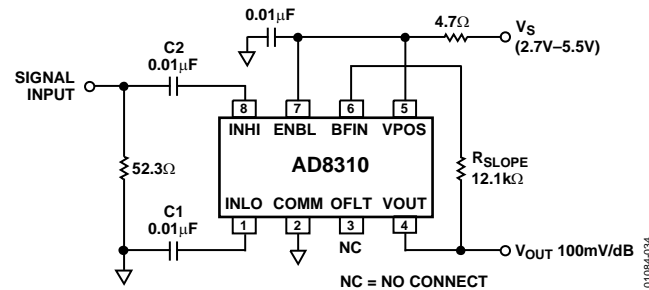 0.01μF
4.7Ω
VS
(2.7V–5.5V)
C2
0.01μF
SIGNAL
INPUT
8 7 6 5
INHI ENBL BFIN VPOS
52.3Ω
AD8310
RSLOPE
12.1kΩ
C1
0.01μF
INLO COMM OFLT VOUT
1 2 3 4
NC
VOUT 100mV/dB
NC = NO CONNECT
01084-034